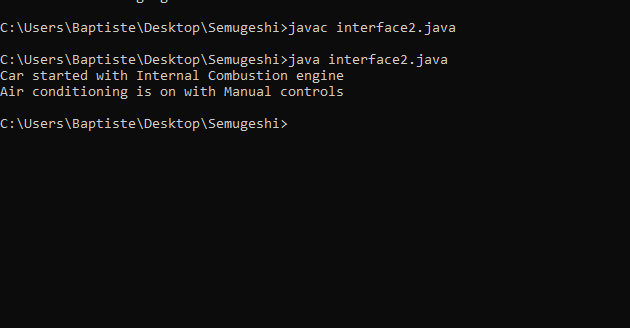 C:\Users\Baptiste\Desktop\Semugeshi>javac interface2.java
C:\Users\Baptiste\Desktop\Semugeshi>java interface2.java
Car started with Internal Combustion engine
Air conditioning is on with Manual controls
C:\Users\Baptiste\Desktop\Semugeshi>